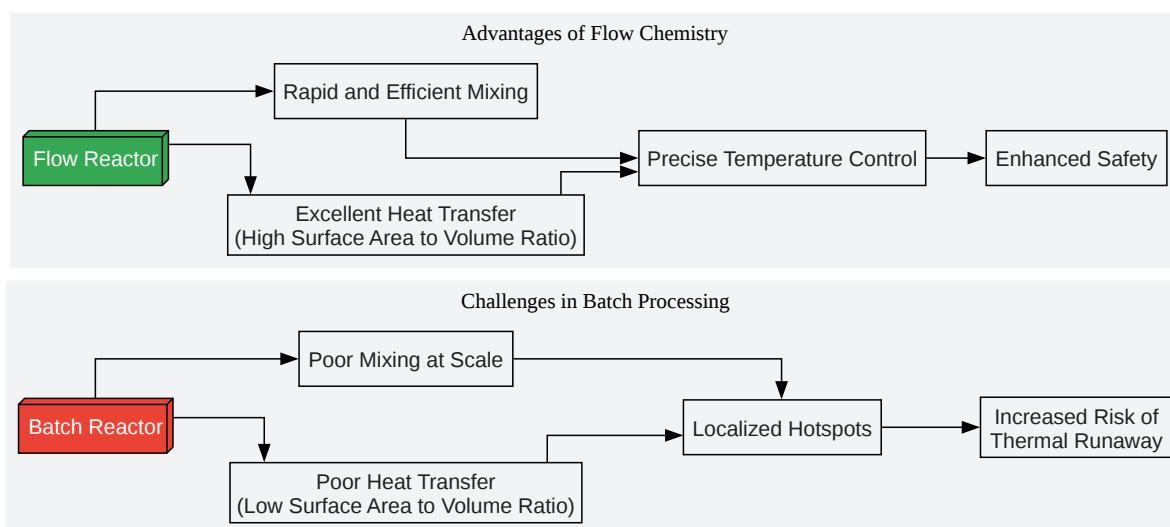 Advantages of Flow Chemistry
Rapid and Efficient Mixing
Flow Reactor
Precise Temperature Control
Enhanced Safety
Excellent Heat Transfer
(High Surface Area to Volume Ratio)
Challenges in Batch Processing
Poor Mixing at Scale
Batch Reactor
Localized Hotspots
Increased Risk of
Thermal Runaway
Poor Heat Transfer
(Low Surface Area to Volume Ratio)